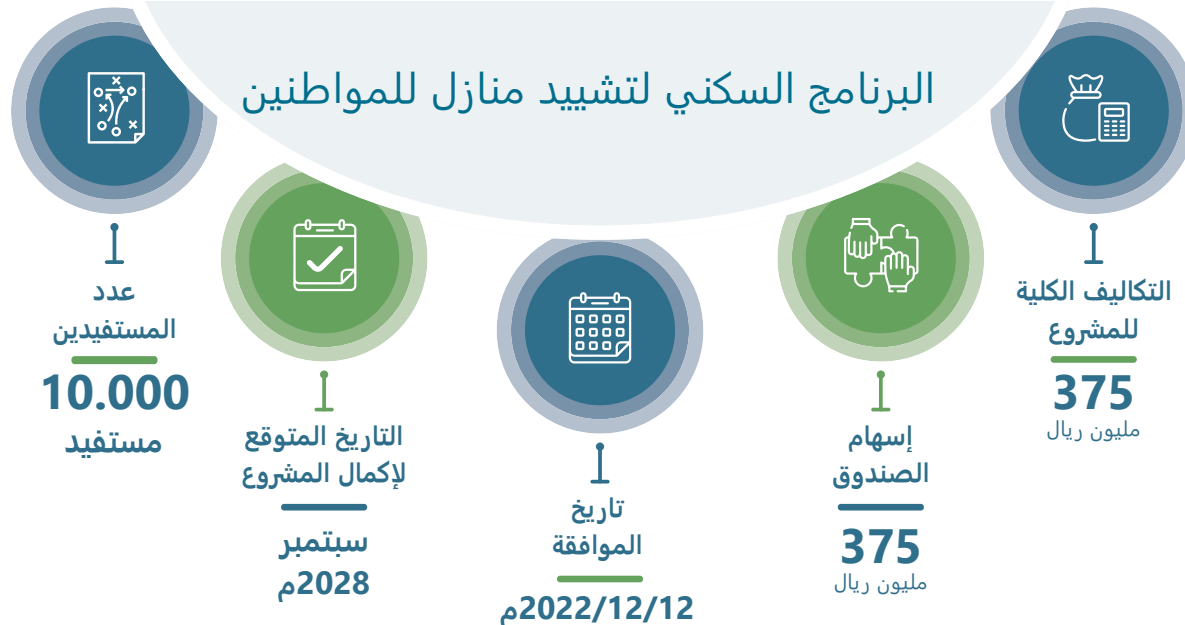 البرنامج السكني لتشييد منازل للمواطنين
التكاليف الكلية
للمشروع
375
مليون ريال
إسهام
الصندوق
375
مليون ريال
تاريخ
الموافقة
2022/12/12م
التاريخ المتوقع
لإكمال المشروع
سبتمبر
2028م
عدد
المستفيدين
10.000
مستفيد